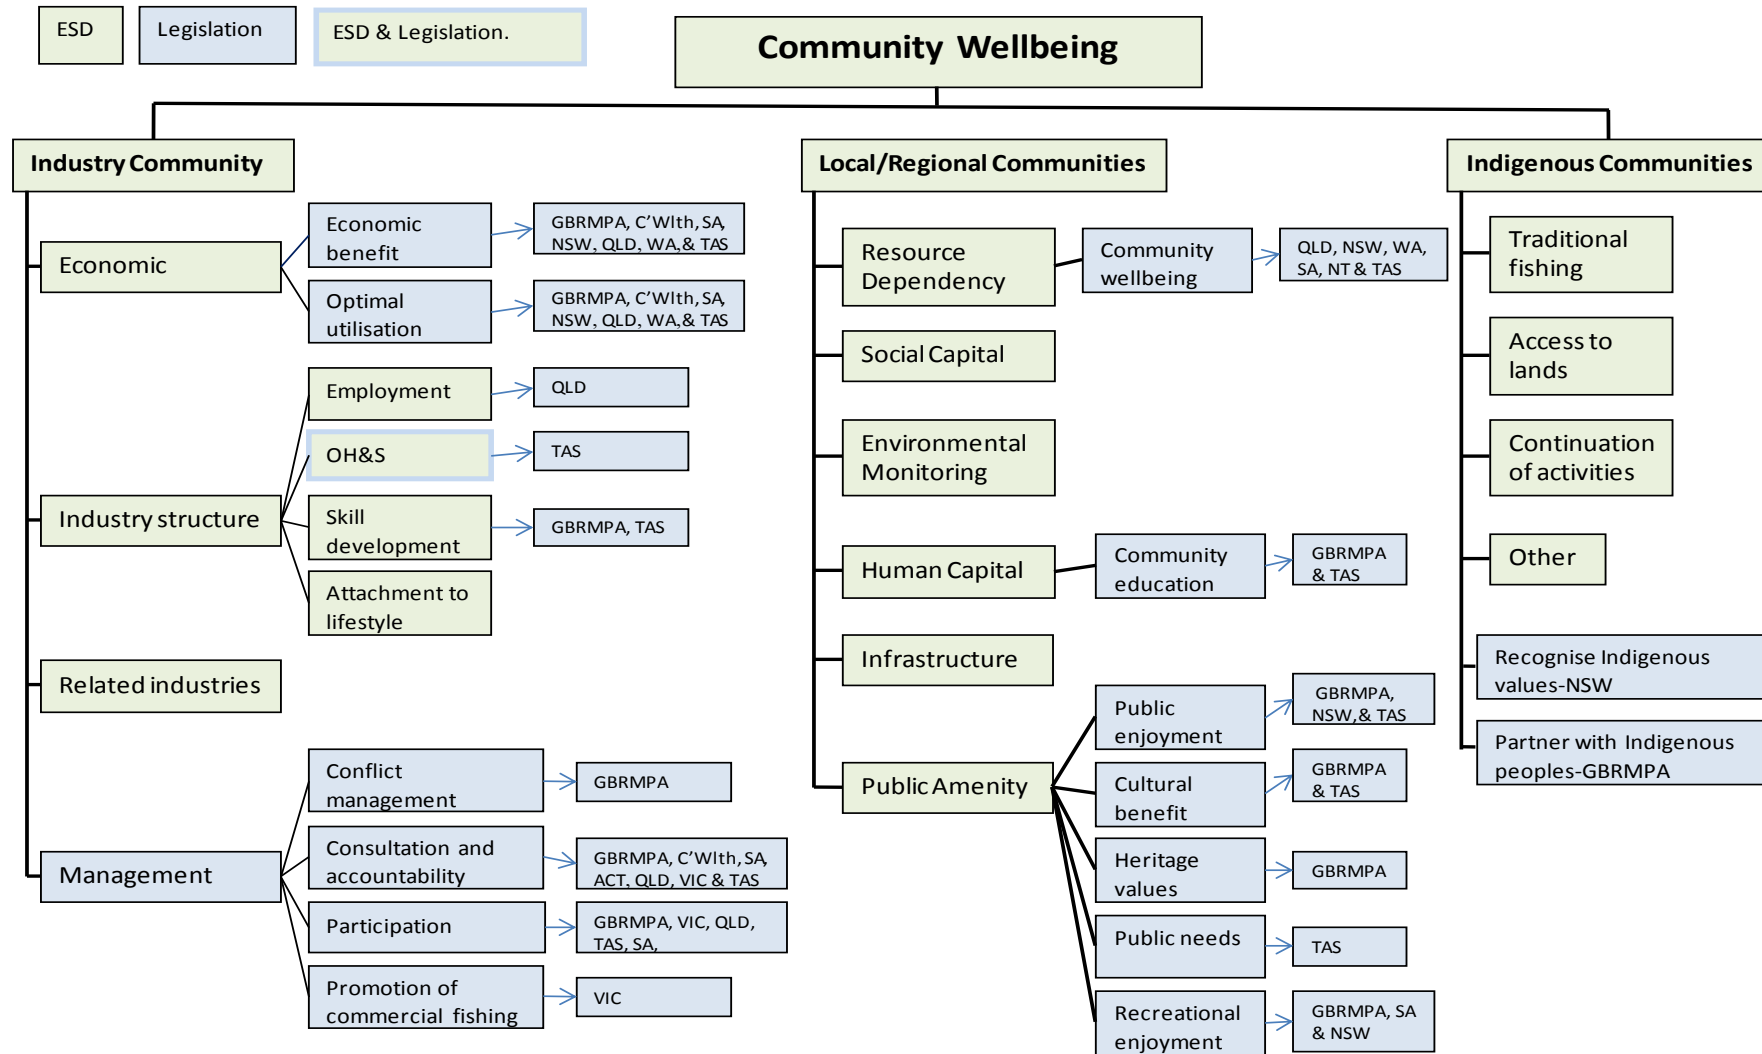 ESD
Legislation
ESD & Legislation.
Community Wellbeing
Industry Community
Economic
Economic
benefit
GBRMPA, C'Wlth, SA,
NSW, QLD, WA,& TAS
Optimal
utilisation
GBRMPA, C'Wlth, SA,
NSW, QLD, WA,& TAS
Industry structure
Employment
QLD
OH&S
TAS
Skill
development
GBRMPA, TAS
Attachment to
lifestyle
Related industries
Management
Conflict
management
GBRMPA
Consultation and
accountability
GBRMPA, C'Wlth, SA,
ACT, QLD, VIC & TAS
Participation
GBRMPA, VIC, QLD,
TAS, SA,
Promotion of
commercial fishing
VIC
Local/Regional Communities
Resource
Dependency
Community
wellbeing
QLD, NSW, WA,
SA, NT & TAS
Social Capital
Environmental
Monitoring
Human Capital
Community
education
GBRMPA
& TAS
Infrastructure
Public Amenity
Public
enjoyment
GBRMPA,
NSW,& TAS
Cultural
benefit
GBRMPA
& TAS
Heritage
values
GBRMPA
Public needs
TAS
Recreational
enjoyment
GBRMPA, SA
& NSW
Indigenous Communities
Traditional
fishing
Access to
lands
Continuation
of activities
Other
Recognise Indigenous
values-NSW
Partner with Indigenous
peoples-GBRMPA